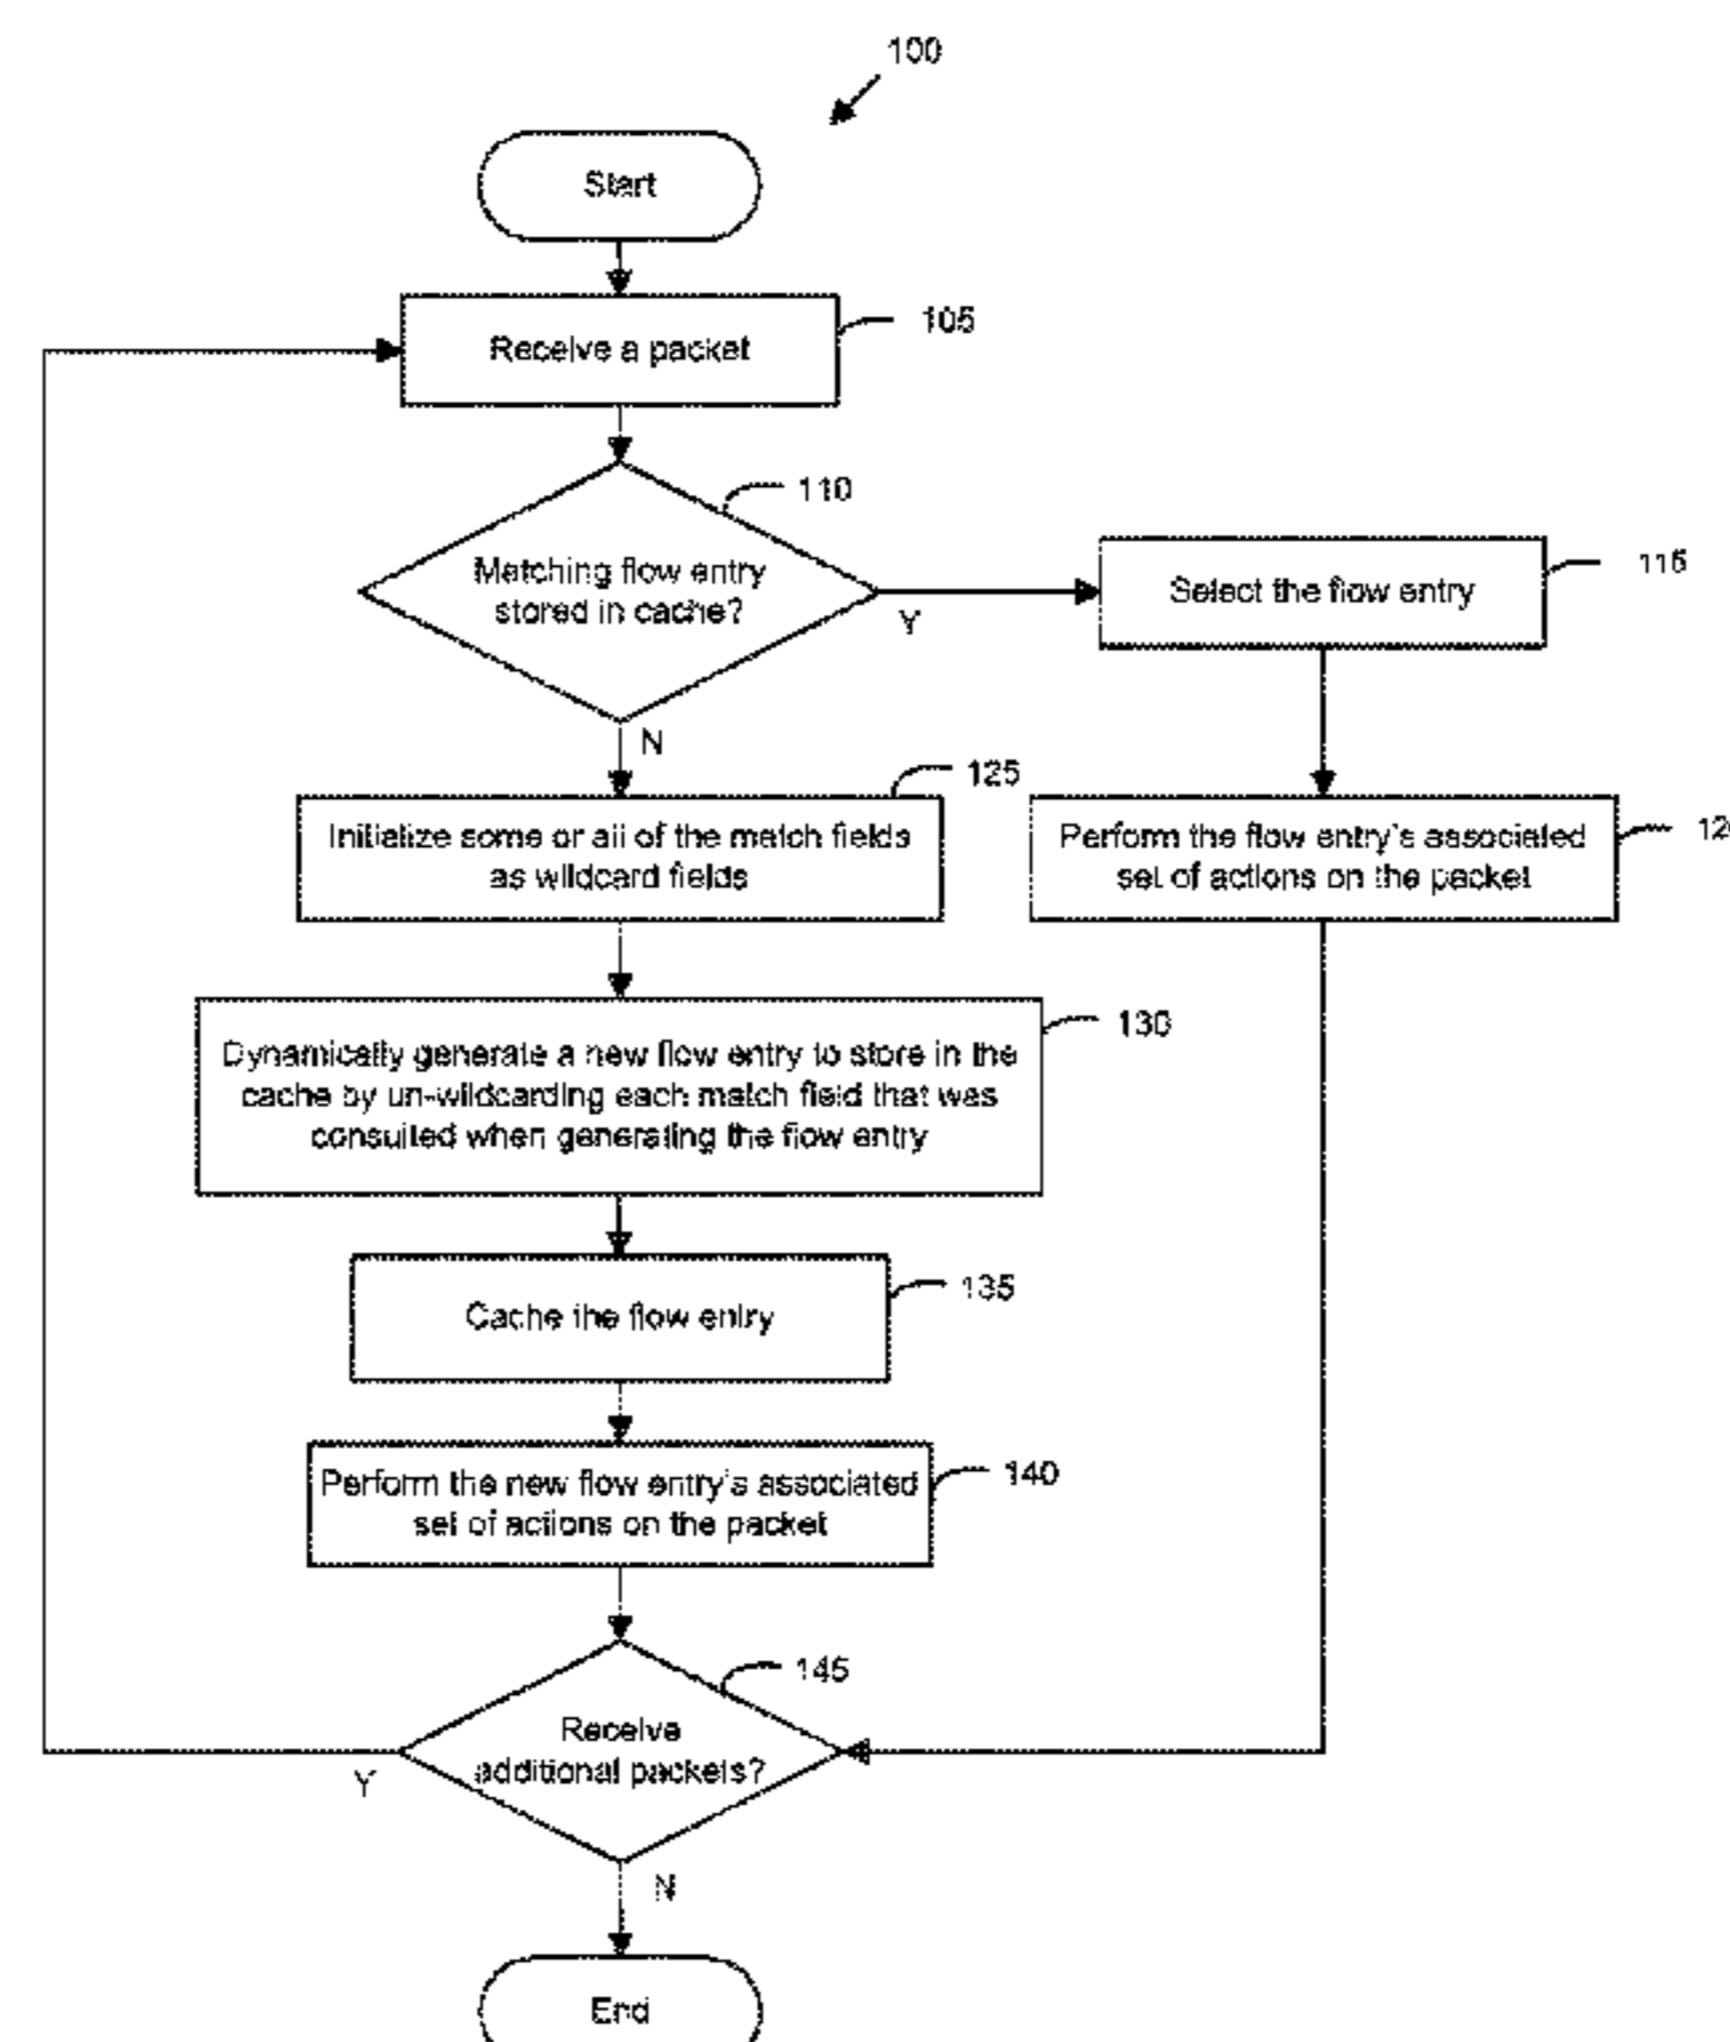 100
Start
Receive a packet
105
110
Matching flow entry
stored in cache?
Y
N
Select the flow entry
115
125
Initialize some or all of the match fields
as wildcard fields
Perform the flow entry's associated
set of actions on the packet
Dynamically generate a new flow entry to store in the
cache by un-wildcarding each match field that was
consulted when generating the flow entry
130
Cache the flow entry
135
Perform the new flow entry's associated
set of actions on the packet
140
145
Receive
additional packets?
Y
N
End